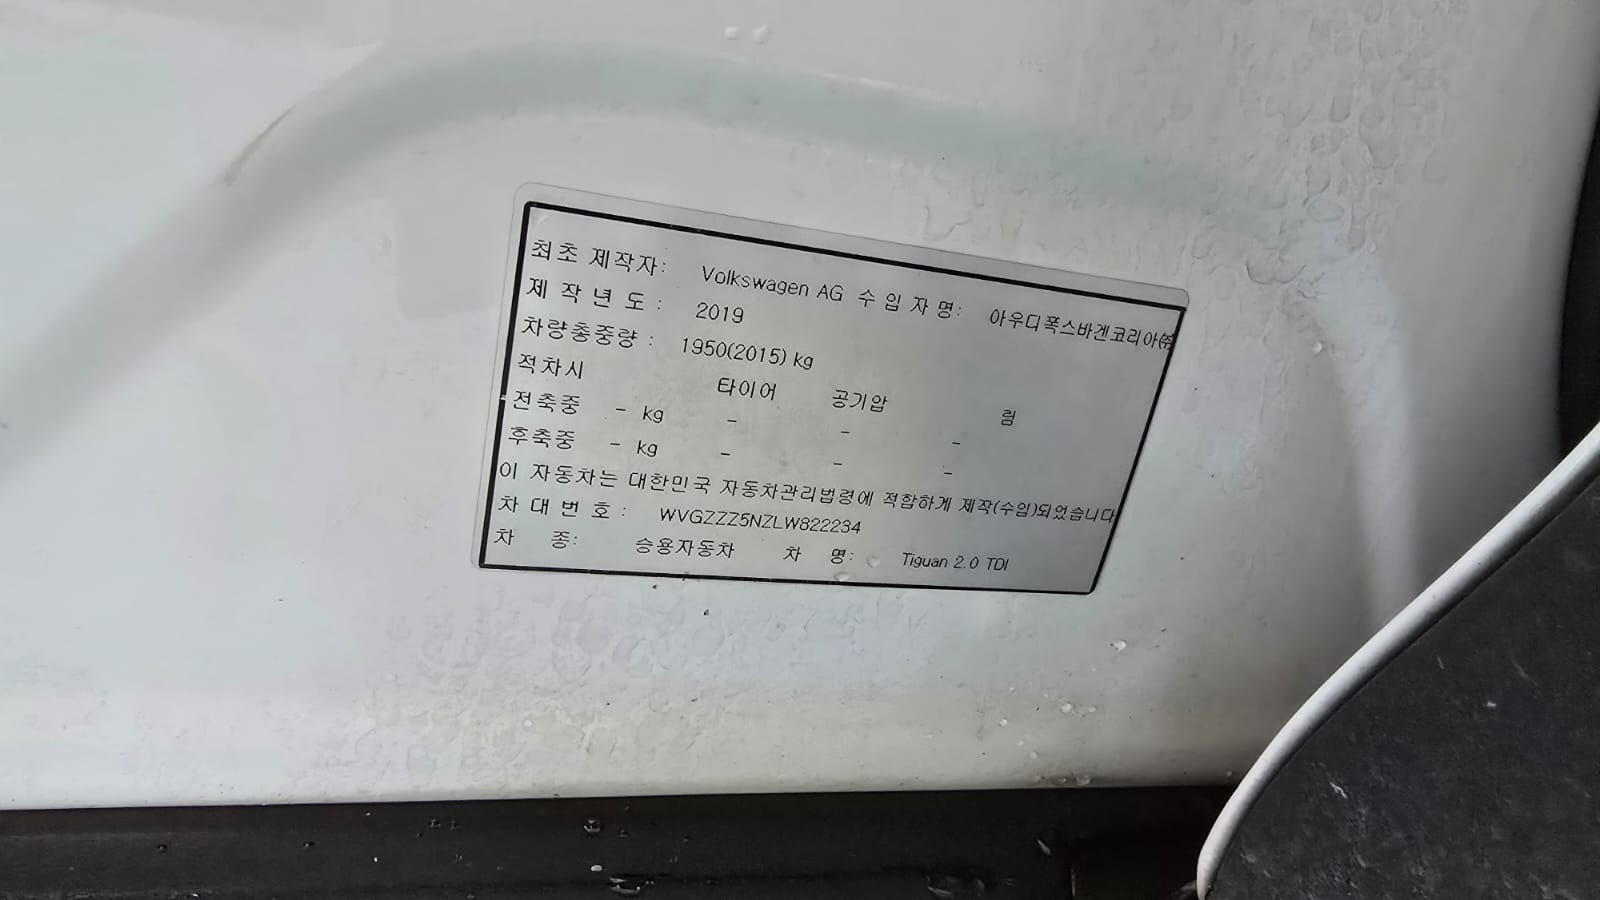 최초 제작자: Volkswagen AG 수 입 자 명: 아우디폭스바겐코리아㈜
제 작 년 도 : 2019
차량총중량 : 1950(2015) kg
적차시 타이어 공기압 림
전축중 - kg - - -
후축중 - kg - - -
이 자동차는 대한민국 자동차관리법령에 적합하게 제작(수입)되었습니다
차 대 번 호 : WVGZZZ5NZLW822234
차 종: 승용자동차 차 명: Tiguan 2.0 TDI